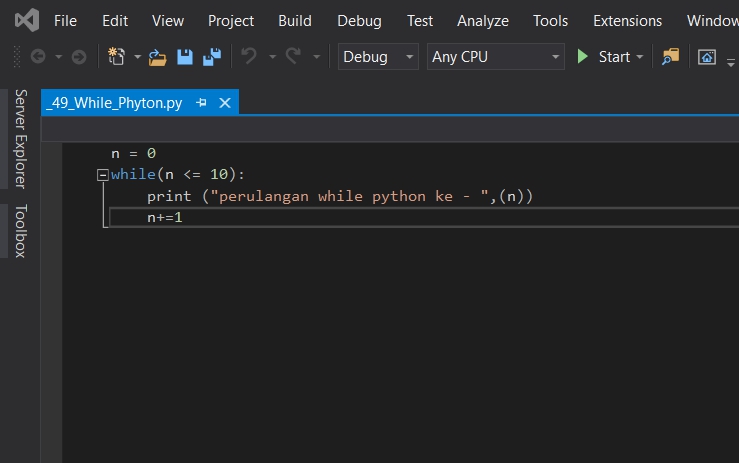 File Edit View Project Build Debug Test Analyze Tools Extensions Window
Debug Any CPU Start
Server Explorer
Toolbox
_49_While_Phyton.py
n = 0
while(n <= 10):
print ("perulangan while python ke - ",(n))
n+=1